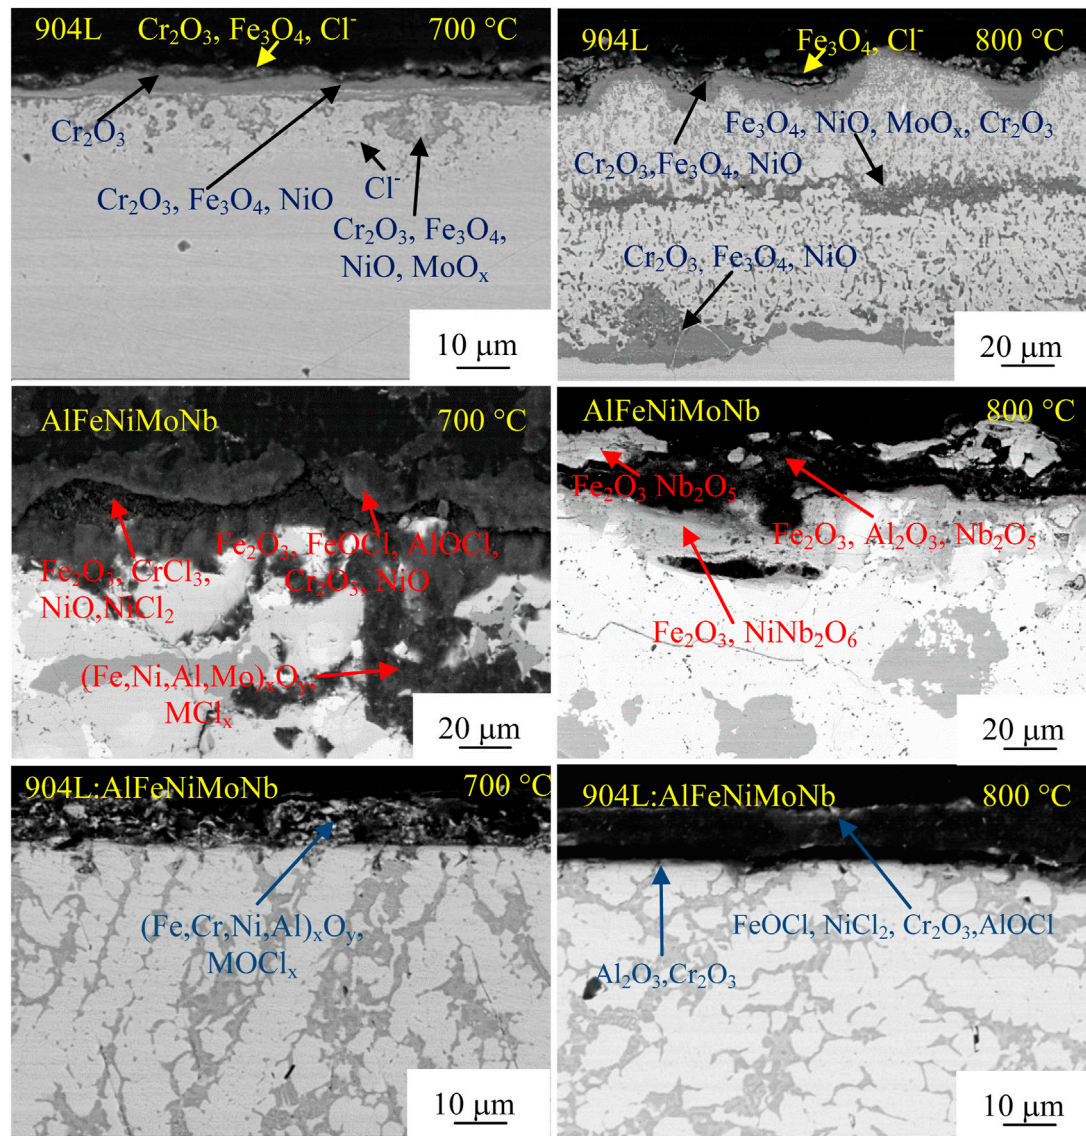 904L
Cr₂O₃, Fe₃O₄, Cl⁻
700 °C
Cr₂O₃
Cr₂O₃, Fe₃O₄, NiO
Cl⁻
Cr₂O₃, Fe₃O₄,
NiO, MoOₓ
10 μm
904L
Fe₃O₄, Cl⁻
800 °C
Fe₃O₄, NiO, MoOₓ, Cr₂O₃
Cr₂O₃,Fe₃O₄, NiO
Cr₂O₃, Fe₃O₄, NiO
20 μm
AlFeNiMoNb
700 °C
Fe₂O₃, FeOCl, AlOCl,
Cr₂O₃, NiO
Fe₂O₃, CrCl₃,
NiO,NiCl₂
(Fe,Ni,Al,Mo)ₓOᵧ,
MClₓ
20 μm
AlFeNiMoNb
800 °C
Fe₂O₃ Nb₂O₅
Fe₂O₃, Al₂O₃, Nb₂O₅
Fe₂O₃, NiNb₂O₆
20 μm
904L:AlFeNiMoNb
700 °C
(Fe,Cr,Ni,Al)ₓOᵧ,
MOClₓ
10 μm
904L:AlFeNiMoNb
800 °C
FeOCl, NiCl₂, Cr₂O₃,AlOCl
Al₂O₃,Cr₂O₃
10 μm